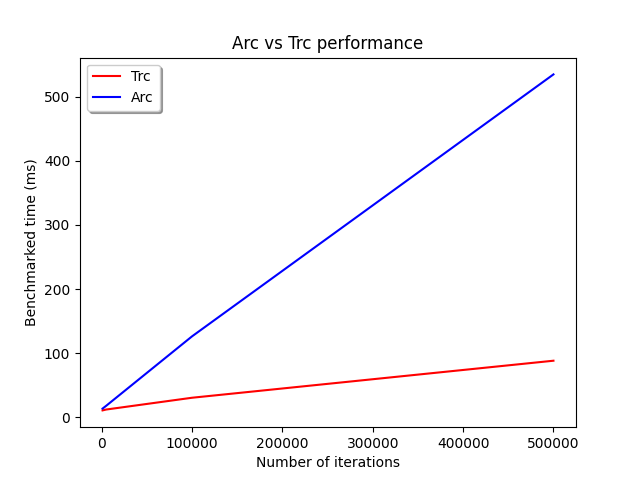 Arc vs Trc performance
Trc
Arc
Benchmarked time (ms)
500
400
300
200
100
0
0 100000 200000 300000 400000 500000
Number of iterations